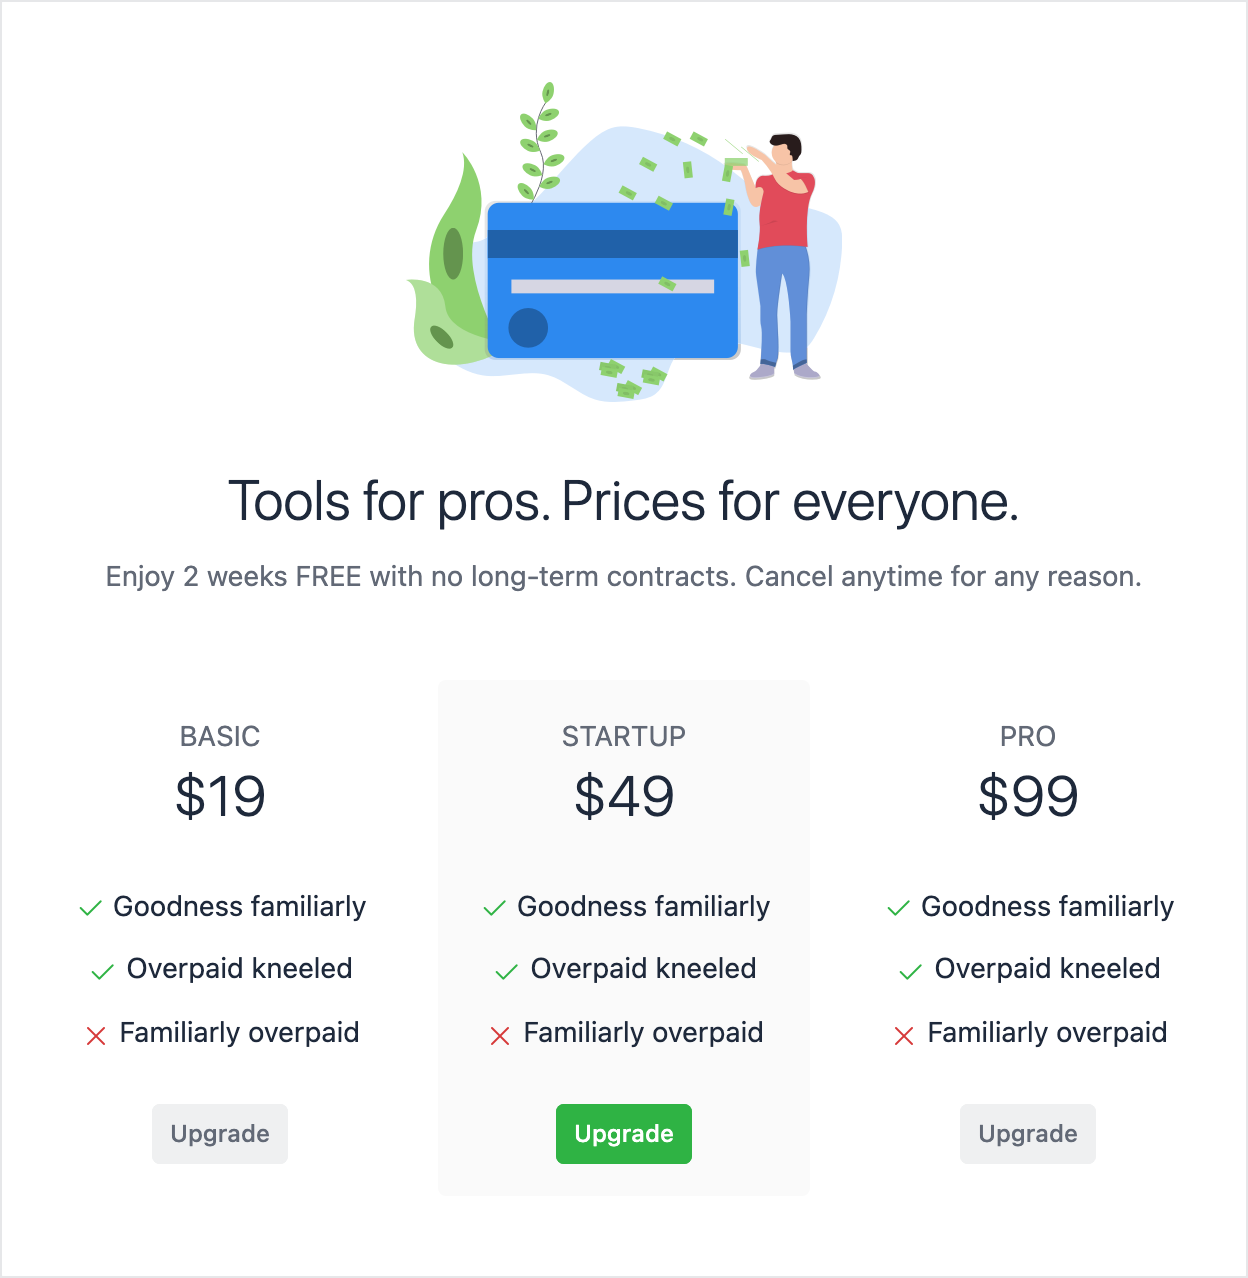 Tools for pros. Prices for everyone.
Enjoy 2 weeks FREE with no long-term contracts. Cancel anytime for any reason.
BASIC
$19
Goodness familiarly
Overpaid kneeled
Familiarly overpaid
Upgrade
STARTUP
$49
Goodness familiarly
Overpaid kneeled
Familiarly overpaid
Upgrade
PRO
$99
Goodness familiarly
Overpaid kneeled
Familiarly overpaid
Upgrade